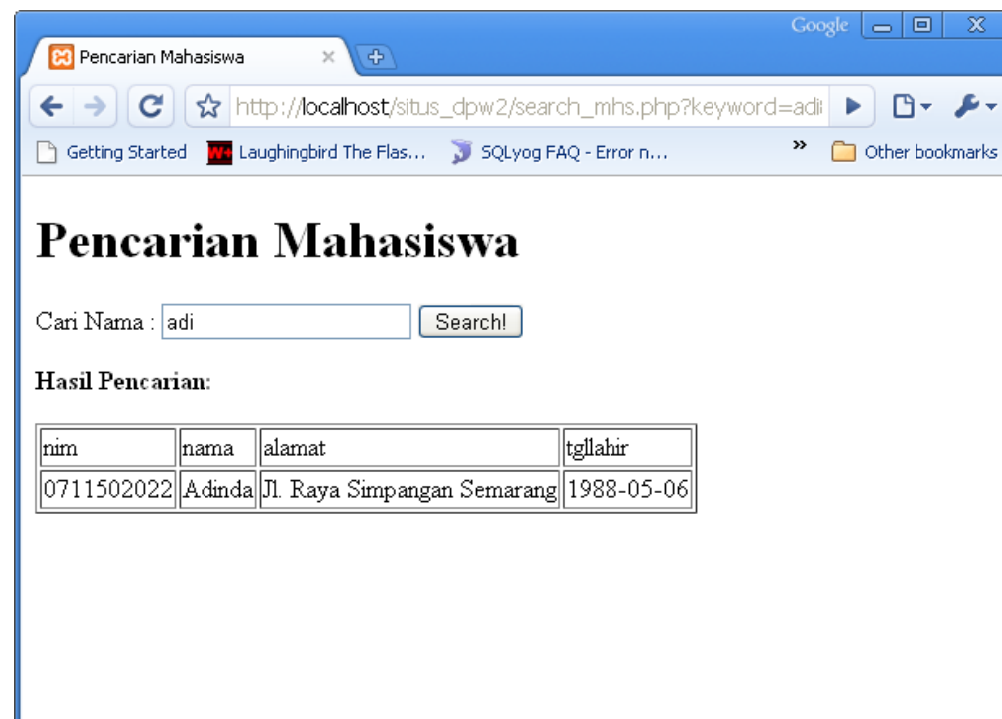 Google
Pencarian Mahasiswa
http://localhost/situs_dpw2/search_mhs.php?keyword=adi
Getting Started Laughingbird The Flas... SQLyog FAQ - Error n... » Other bookmarks
Pencarian Mahasiswa
Cari Nama : adi Search!
Hasil Pencarian:
nim nama alamat tgllahir
0711502022 Adinda Jl. Raya Simpangan Semarang 1988-05-06